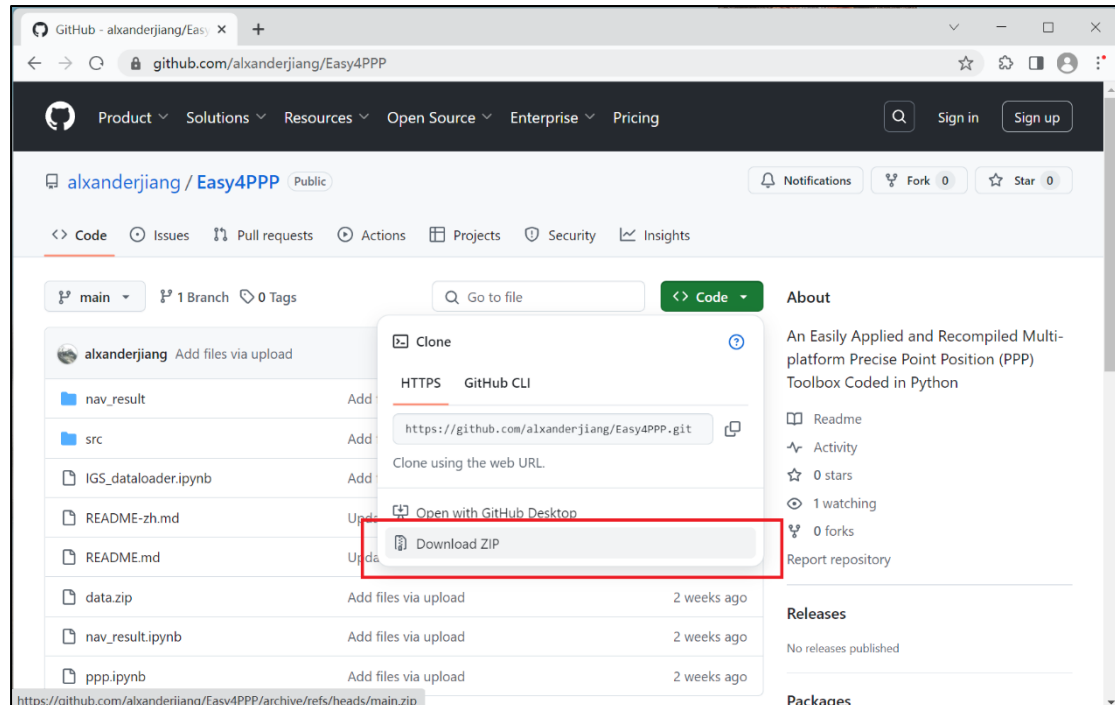 GitHub - alxanderjiang/Easy
github.com/alxanderjiang/Easy4PPP
Product Solutions Resources Open Source Enterprise Pricing Sign in Sign up
alxanderjiang / Easy4PPP Public Notifications Fork 0 Star 0
<> Code Issues Pull requests Actions Projects Security Insights
main 1 Branch 0 Tags Go to file <> Code
alxanderjiang Add files via upload
nav_result Add
src Add
IGS_dataloader.ipynb Add
README-zh.md Upda
README.md Upda
data.zip Add files via upload 2 weeks ago
nav_result.ipynb Add files via upload 2 weeks ago
ppp.ipynb Add files via upload 2 weeks ago
Clone
HTTPS GitHub CLI
https://github.com/alxanderjiang/Easy4PPP.git
Clone using the web URL.
Open with GitHub Desktop
Download ZIP
About
An Easily Applied and Recompiled Multi-
platform Precise Point Position (PPP)
Toolbox Coded in Python
Readme
Activity
0 stars
1 watching
0 forks
Report repository
Releases
No releases published
Packages
https://github.com/alxanderjiang/Easy4PPP/archive/refs/heads/main.zip